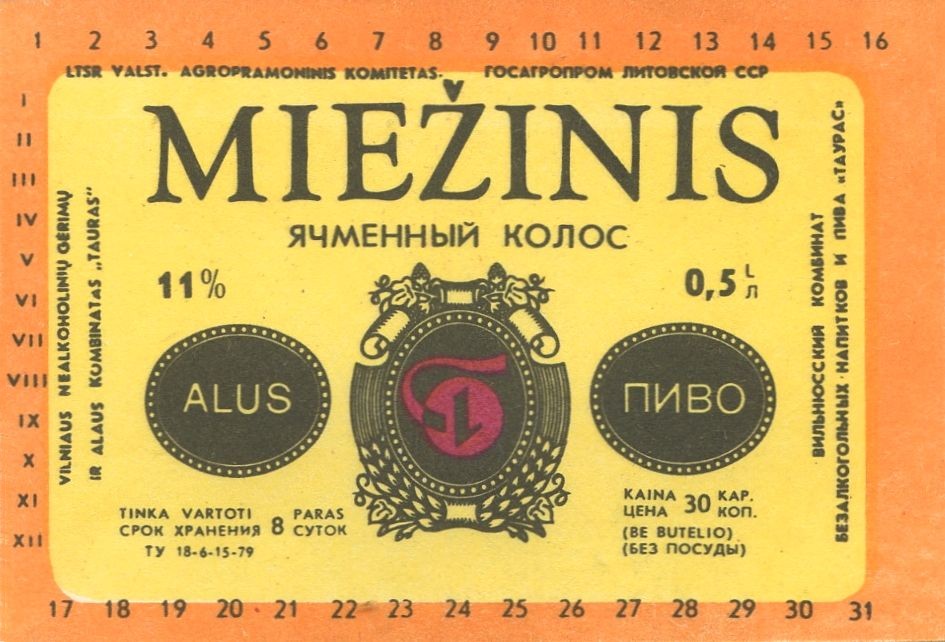 1 2 3 4 5 6 7 8 9 10 11 12 13 14 15 16
LTSR VALST. AGROPRAMONINIS KOMITETAS. ГОСАГРОПРОМ ЛИТОВСКОЙ ССР
MIEŽINIS
ЯЧМЕННЫЙ КОЛОС
11% 0,5 L
Л
ALUS
ПИВО
TINKA VARTOTI 8 PARAS
СРОК ХРАНЕНИЯ СУТОК
ТУ 18-6-15-79
KAINA 30 KAP.
ЦЕНА КОП.
(BE BUTELIO)
(БЕЗ ПОСУДЫ)
VILNIAUS NEALKOHOLINIŲ GĖRIMŲ
IR ALAUS KOMBINATAS „TAURAS"
ВИЛЬНЮССКИЙ КОМБИНАТ
БЕЗАЛКОГОЛЬНЫХ НАПИТКОВ И ПИВА «ТАУРАС»
I
II
III
IV
V
VI
VII
VIII
IX
X
XI
XII
17 18 19 20 21 22 23 24 25 26 27 28 29 30 31